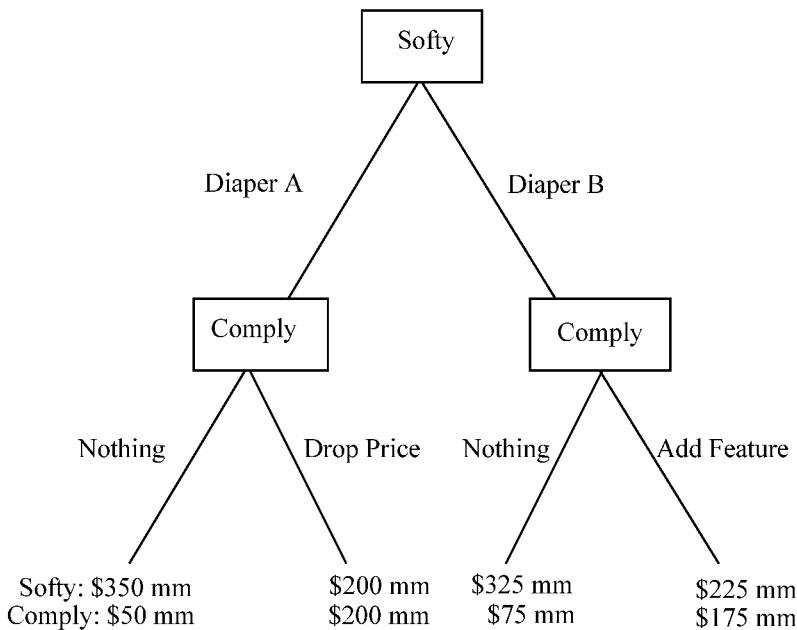 Softy
Diaper A
Diaper B
Comply
Comply
Nothing
Drop Price
Nothing
Add Feature
Softy: $350 mm
$200 mm
$325 mm
$225 mm
Comply: $50 mm
$200 mm
$75 mm
$175 mm